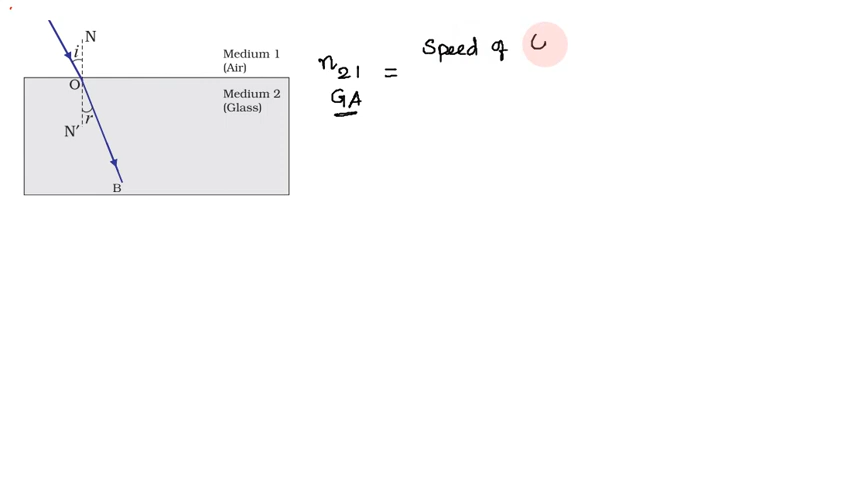 N
i
Medium 1
(Air)
O
Medium 2
(Glass)
r
N′
B
n21 = Speed of
GA